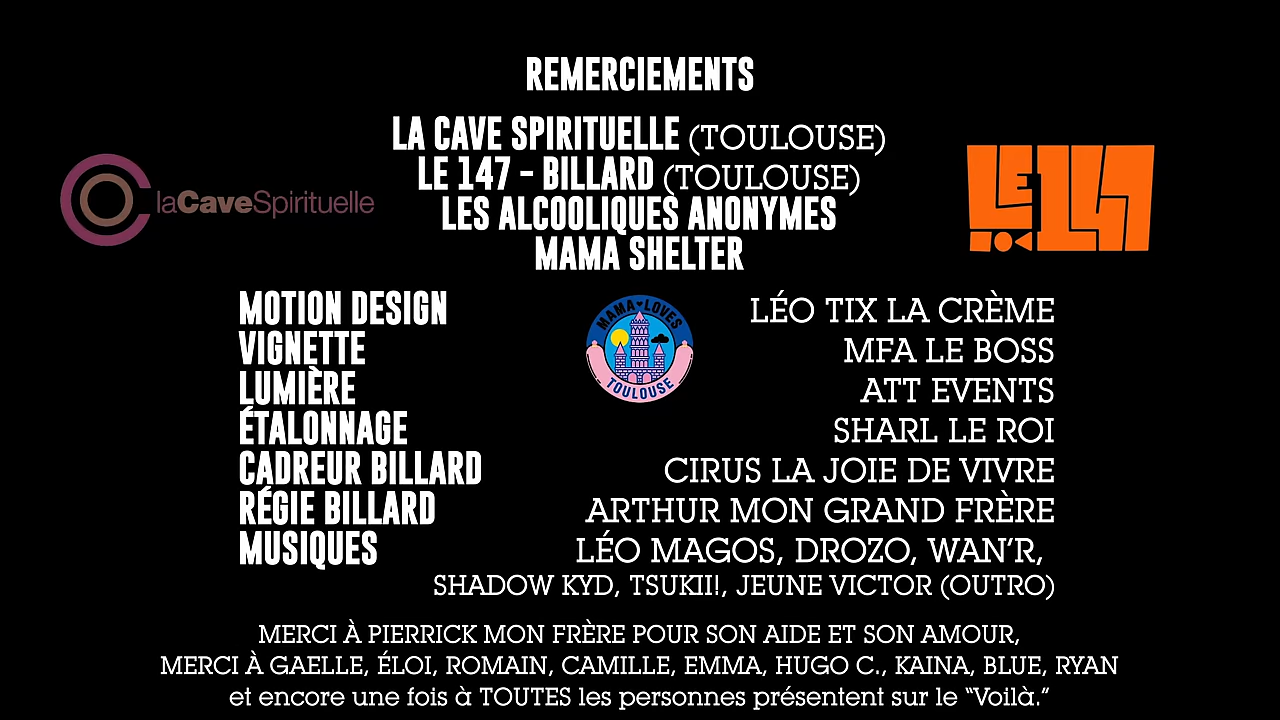 REMERCIEMENTS
LA CAVE SPIRITUELLE (TOULOUSE)
LE 147 - BILLARD (TOULOUSE)
LES ALCOOLIQUES ANONYMES
MAMA SHELTER
laCaveSpirituelle
LE 147
MOTION DESIGN LÉO TIX LA CRÈME
VIGNETTE MFA LE BOSS
LUMIÈRE ATT EVENTS
ÉTALONNAGE SHARL LE ROI
CADREUR BILLARD CIRUS LA JOIE DE VIVRE
RÉGIE BILLARD ARTHUR MON GRAND FRÈRE
MUSIQUES LÉO MAGOS, DROZO, WAN'R,
SHADOW KYD, TSUKII!, JEUNE VICTOR (OUTRO)
MAMA LOVES
TOULOUSE
MERCI À PIERRICK MON FRÈRE POUR SON AIDE ET SON AMOUR,
MERCI À GAELLE, ÉLOI, ROMAIN, CAMILLE, EMMA, HUGO C., KAINA, BLUE, RYAN
et encore une fois à TOUTES les personnes présentent sur le “Voilà.”